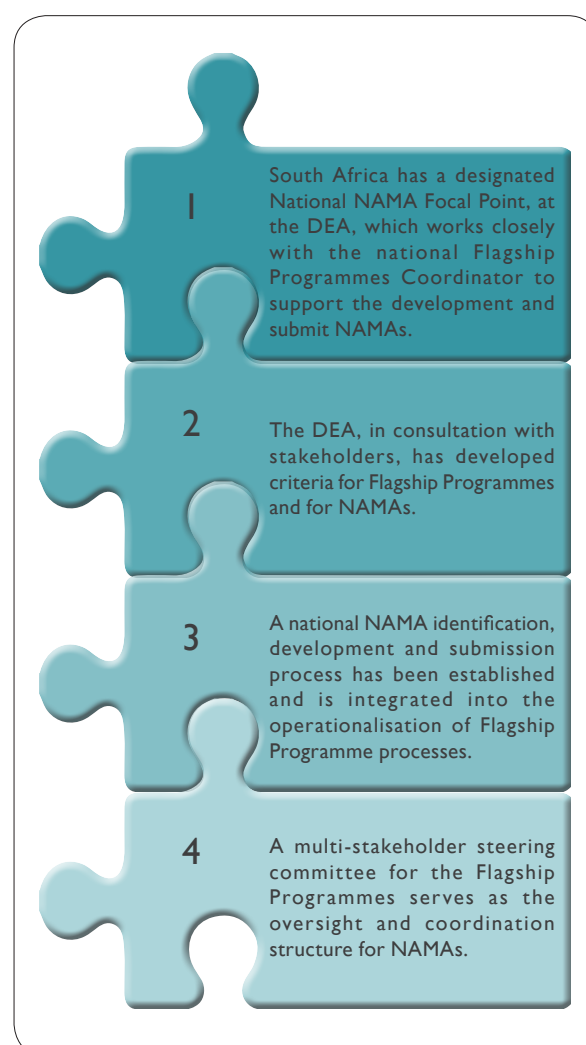 1
South Africa has a designated
National NAMA Focal Point, at
the DEA, which works closely
with the national Flagship
Programmes Coordinator to
support the development and
submit NAMAs.
2
The DEA, in consultation with
stakeholders, has developed
criteria for Flagship Programmes
and for NAMAs.
3
A national NAMA identification,
development and submission
process has been established
and is integrated into the
operationalisation of Flagship
Programme processes.
4
A multi-stakeholder steering
committee for the Flagship
Programmes serves as the
oversight and coordination
structure for NAMAs.